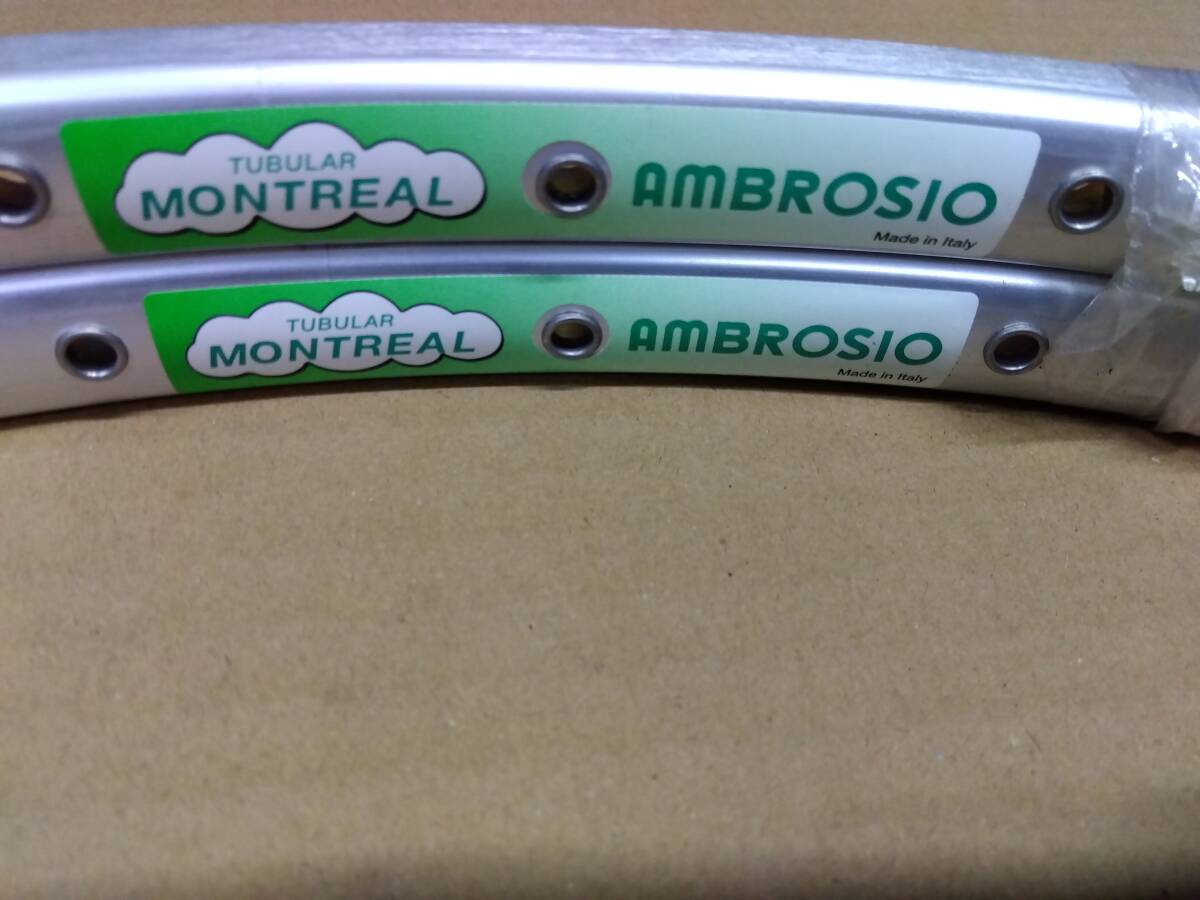 TUBULAR
MONTREAL
AMBROSIO
Made in Italy
TUBULAR
MONTREAL
AMBROSIO
Made in Italy